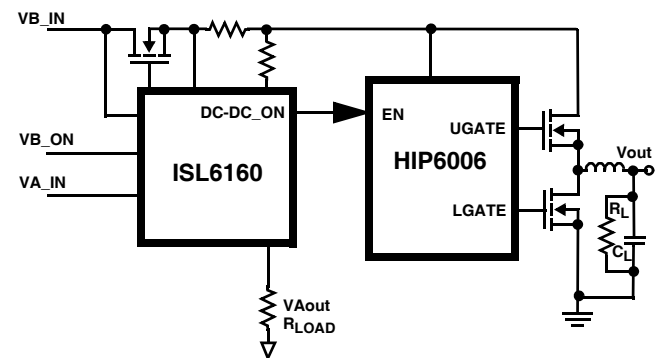 VB_IN
DC-DC_ON
EN
UGATE
VB_ON
ISL6160
HIP6006
Vout
VA_IN
LGATE
RL
CL
VAout
RLOAD